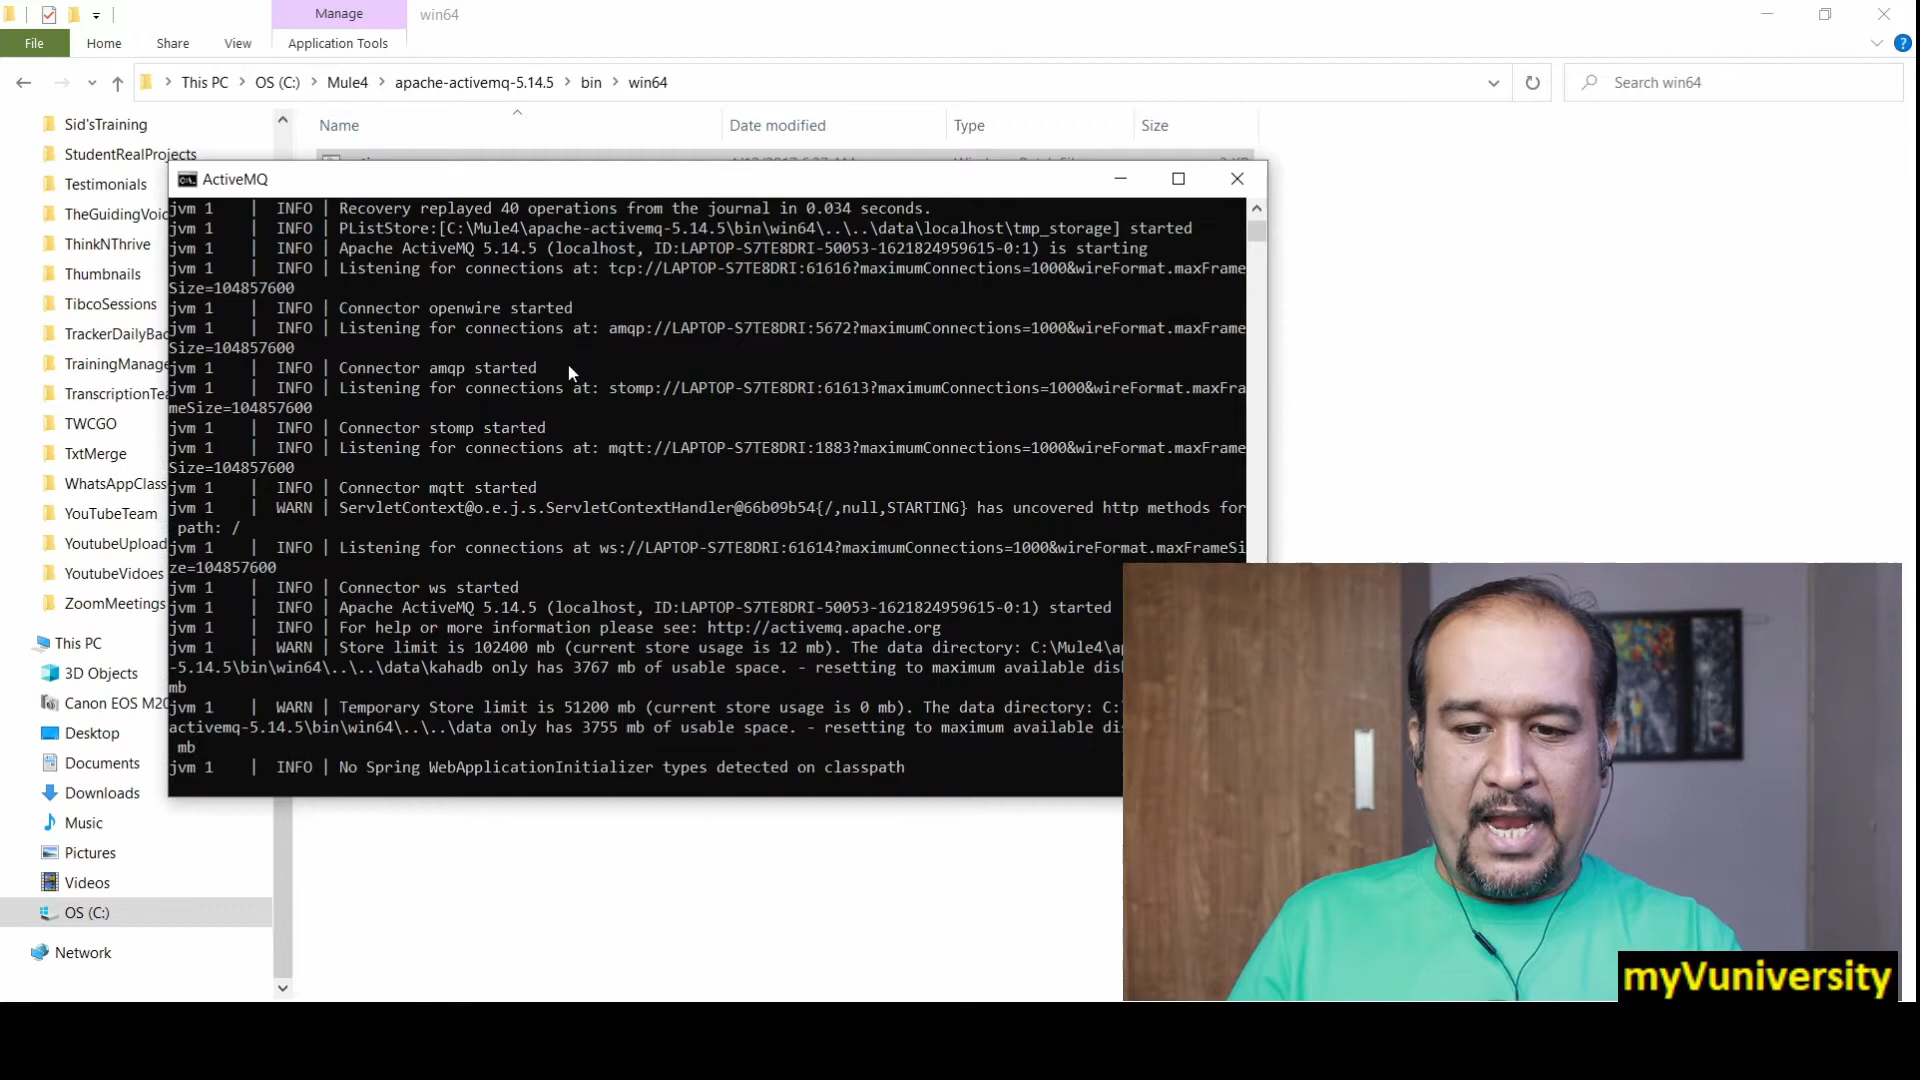 Manage
win64
File
Home
Share
View
Application Tools
This PC
OS (C:)
Mule4
apache-activemq-5.14.5
bin
win64
Search win64
Name
Date modified
Type
Size
Sid'sTraining
StudentRealProjects
Testimonials
TheGuidingVoic
ThinkNThrive
Thumbnails
TibcoSessions
TrackerDailyBac
TrainingManage
TranscriptionTea
TWCGO
TxtMerge
WhatsAppClass
YouTubeTeam
YoutubeUpload
YoutubeVidoes
ZoomMeetings
This PC
3D Objects
Canon EOS M20
Desktop
Documents
Downloads
Music
Pictures
Videos
OS (C:)
Network
ActiveMQ
jvm 1 | INFO | Recovery replayed 40 operations from the journal in 0.034 seconds.
jvm 1 | INFO | PListStore:[C:\Mule4\apache-activemq-5.14.5\bin\win64\..\..\data\localhost\tmp_storage] started
jvm 1 | INFO | Apache ActiveMQ 5.14.5 (localhost, ID:LAPTOP-S7TE8DRI-50053-1621824959615-0:1) is starting
jvm 1 | INFO | Listening for connections at: tcp://LAPTOP-S7TE8DRI:61616?maximumConnections=1000&wireFormat.maxFrame
Size=104857600
jvm 1 | INFO | Connector openwire started
jvm 1 | INFO | Listening for connections at: amqp://LAPTOP-S7TE8DRI:5672?maximumConnections=1000&wireFormat.maxFrame
Size=104857600
jvm 1 | INFO | Connector amqp started
jvm 1 | INFO | Listening for connections at: stomp://LAPTOP-S7TE8DRI:61613?maximumConnections=1000&wireFormat.maxFra
meSize=104857600
jvm 1 | INFO | Connector stomp started
jvm 1 | INFO | Listening for connections at: mqtt://LAPTOP-S7TE8DRI:1883?maximumConnections=1000&wireFormat.maxFrame
Size=104857600
jvm 1 | INFO | Connector mqtt started
jvm 1 | WARN | ServletContext@o.e.j.s.ServletContextHandler@66b09b54{/,null,STARTING} has uncovered http methods for
path: /
jvm 1 | INFO | Listening for connections at ws://LAPTOP-S7TE8DRI:61614?maximumConnections=1000&wireFormat.maxFrameSi
ze=104857600
jvm 1 | INFO | Connector ws started
jvm 1 | INFO | Apache ActiveMQ 5.14.5 (localhost, ID:LAPTOP-S7TE8DRI-50053-1621824959615-0:1) started
jvm 1 | INFO | For help or more information please see: http://activemq.apache.org
jvm 1 | WARN | Store limit is 102400 mb (current store usage is 12 mb). The data directory: C:\Mule4\ap
-5.14.5\bin\win64\..\..\data\kahadb only has 3767 mb of usable space. - resetting to maximum available dis
mb
jvm 1 | WARN | Temporary Store limit is 51200 mb (current store usage is 0 mb). The data directory: C:
activemq-5.14.5\bin\win64\..\..\data only has 3755 mb of usable space. - resetting to maximum available dis
mb
jvm 1 | INFO | No Spring WebApplicationInitializer types detected on classpath
myVuniversity